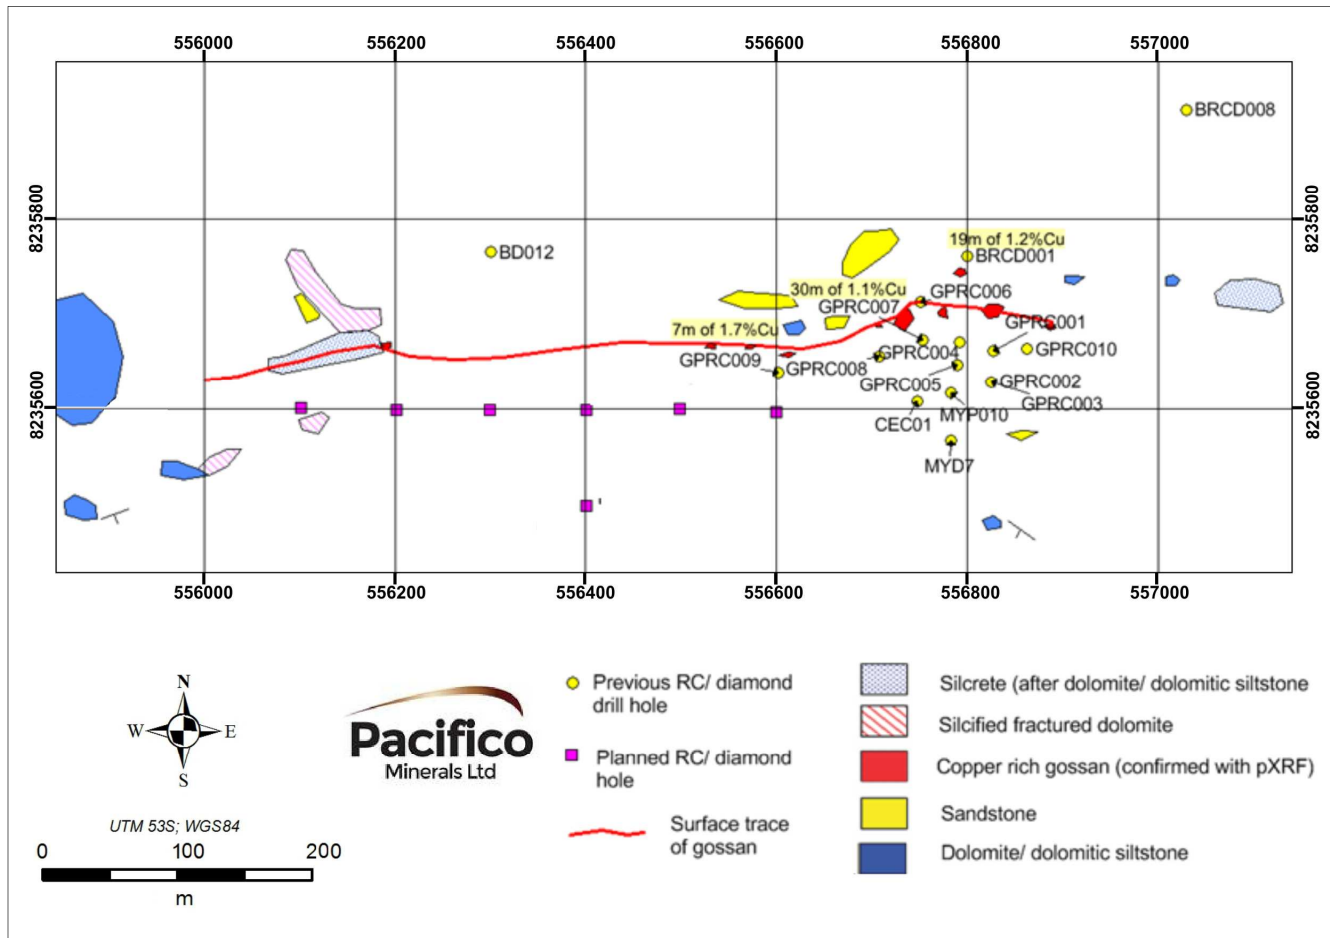 556000 556200 556400 556600 556800 557000
BRCD008
8235800 8235800
19m of 1.2%Cu
BD012 BRCD001
30m of 1.1%Cu GPRC006
GPRC007
7m of 1.7%Cu GPRC001
GPRC009 GPRC008 GPRC004 GPRC010
GPRC005 GPRC002
GPRC003
8235600 8235600
CEC01 MYP010
MYD7
556000 556200 556400 556600 556800 557000
N
W E
S
UTM 53S; WGS84
0 100 200
m
Pacifico
Minerals Ltd
Previous RC/ diamond
drill hole
Planned RC/ diamond
hole
Surface trace
of gossan
Silcrete (after dolomite/ dolomitic siltstone
Silcified fractured dolomite
Copper rich gossan (confirmed with pXRF)
Sandstone
Dolomite/ dolomitic siltstone